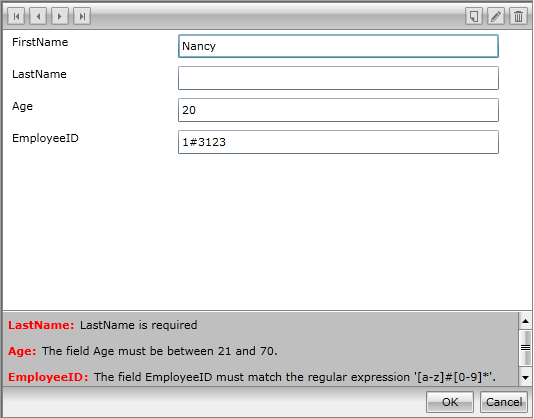 FirstName Nancy
LastName
Age 20
EmployeeID 1#3123
LastName: LastName is required
Age: The field Age must be between 21 and 70.
EmployeeID: The field EmployeeID must match the regular expression '[a-z]#[0-9]*'.
OK Cancel